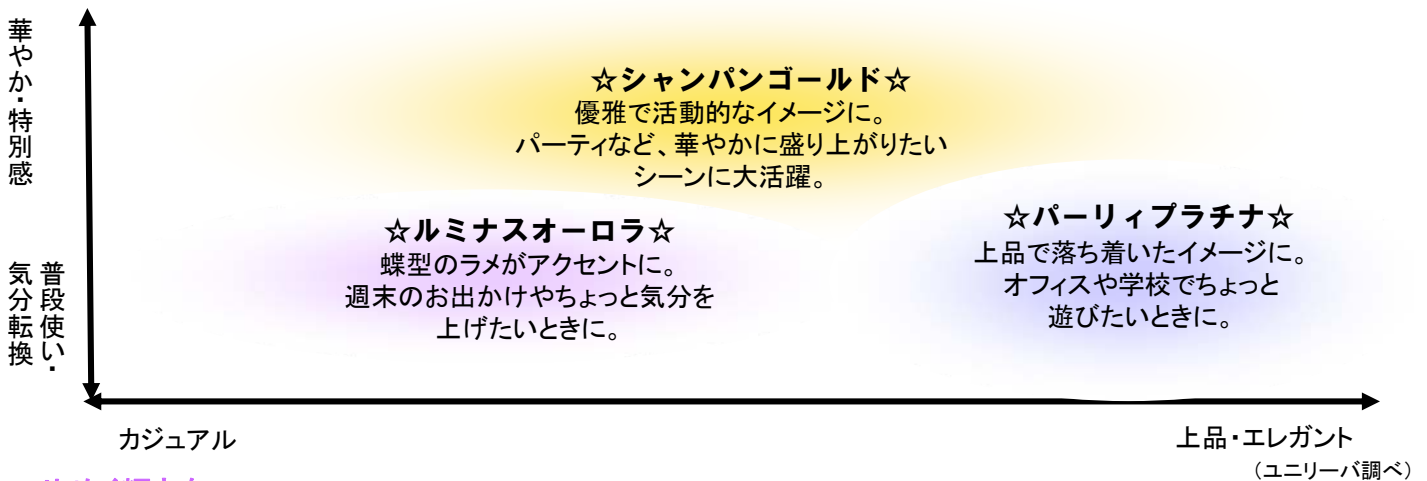 華やか・特別感
☆シャンパンゴールド☆
優雅で活動的なイメージに。
パーティなど、華やかに盛り上がりたい
シーンに大活躍。
☆ルミナスオーロラ☆
蝶型のラメがアクセントに。
週末のお出かけやちょっと気分を
上げたいときに。
☆パーリィプラチナ☆
上品で落ち着いたイメージに。
オフィスや学校でちょっと
遊びたいときに。
普段使い・
気分転換
カジュアル
上品・エレガント
（ユニリーバ調べ）